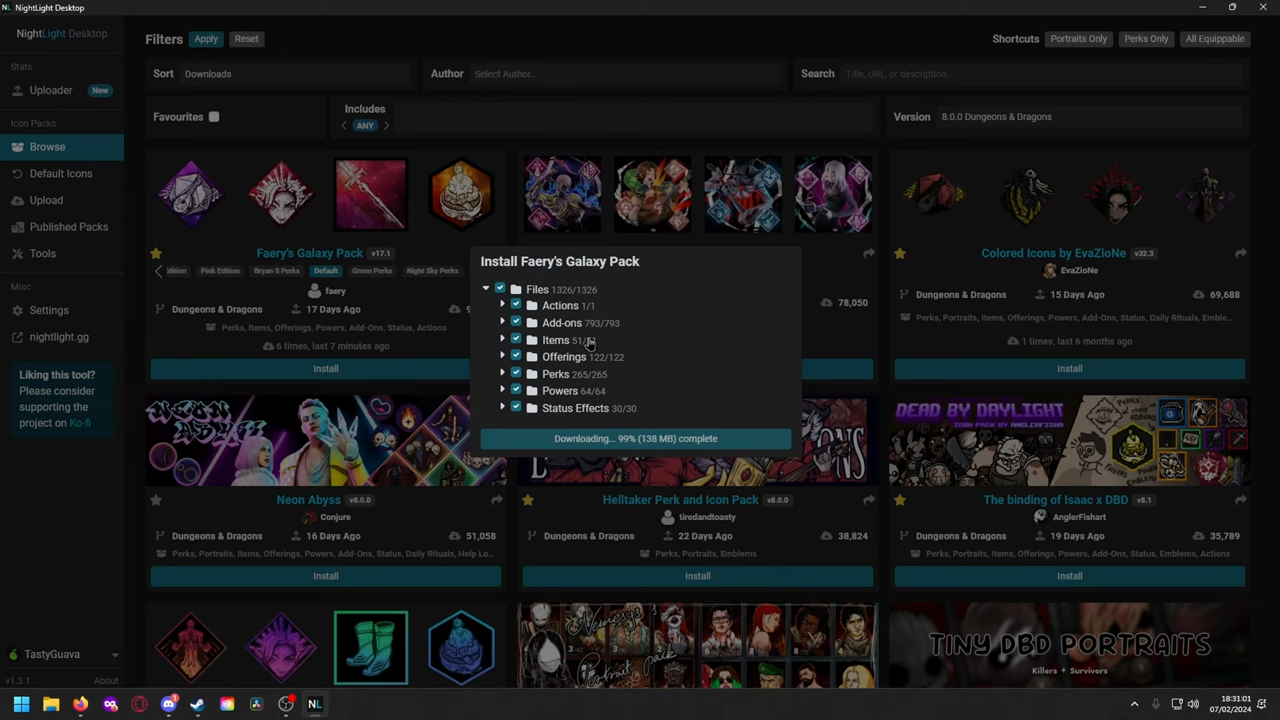 NL NightLight Desktop
NightLight Desktop
Stats
Uploader New
Icon Packs
Browse
Default Icons
Upload
Published Packs
Tools
Misc
Settings
nightlight.gg
Liking this tool?
Please consider
supporting the
project on Ko-fi
TastyGuava
v1.3.1 About
Filters Apply Reset
Shortcuts Portraits Only Perks Only All Equippable
Sort Downloads
Author Select Author...
Search Title, URL, or description...
Favourites
Includes
ANY
Version 8.0.0 Dungeons & Dragons
Faery's Galaxy Pack v17.1
Pink Edition Bryan S Perks Default Green Perks Night Sky Perks
faery
Dungeons & Dragons 17 Days Ago
Perks, Items, Offerings, Powers, Add-Ons, Status, Actions
6 times, last 7 minutes ago
Install
78,050
Colored Icons by EvaZioNe v32.3
EvaZioNe
Dungeons & Dragons 15 Days Ago 69,688
Perks, Items, Offerings, Powers, Add-Ons, Status, Daily Rituals, Emble...
1 times, last 6 months ago
Install
Install Faery's Galaxy Pack
Files 1326/1326
Actions 1/1
Add-ons 793/793
Items
Offerings 122/122
Perks 265/265
Powers 64/64
Status Effects 30/30
Downloading... 99% (138 MB) complete
NEON
Neon Abyss v8.0.0
Conjure
Dungeons & Dragons 16 Days Ago 51,058
Perks, Portraits, Items, Offerings, Powers, Add-Ons, Status, Daily Rituals, Help Lo...
Install
Helltaker Perk and Icon Pack v8.0.0
tiredandtoasty
Dungeons & Dragons 22 Days Ago 38,824
Perks, Portraits, Emblems
Install
DEAD BY DAYLIGHT
ICON PACK BY ANGLERFISHART
The binding of Isaac x DBD v8.1
AnglerFishart
Dungeons & Dragons 19 Days Ago 35,789
Perks, Portraits, Items, Offerings, Powers, Add-Ons, Status, Emblems, Actions
Install
TINY DBD PORTRAITS
Killers + Survivors
NL
18:31:01
07/02/2024